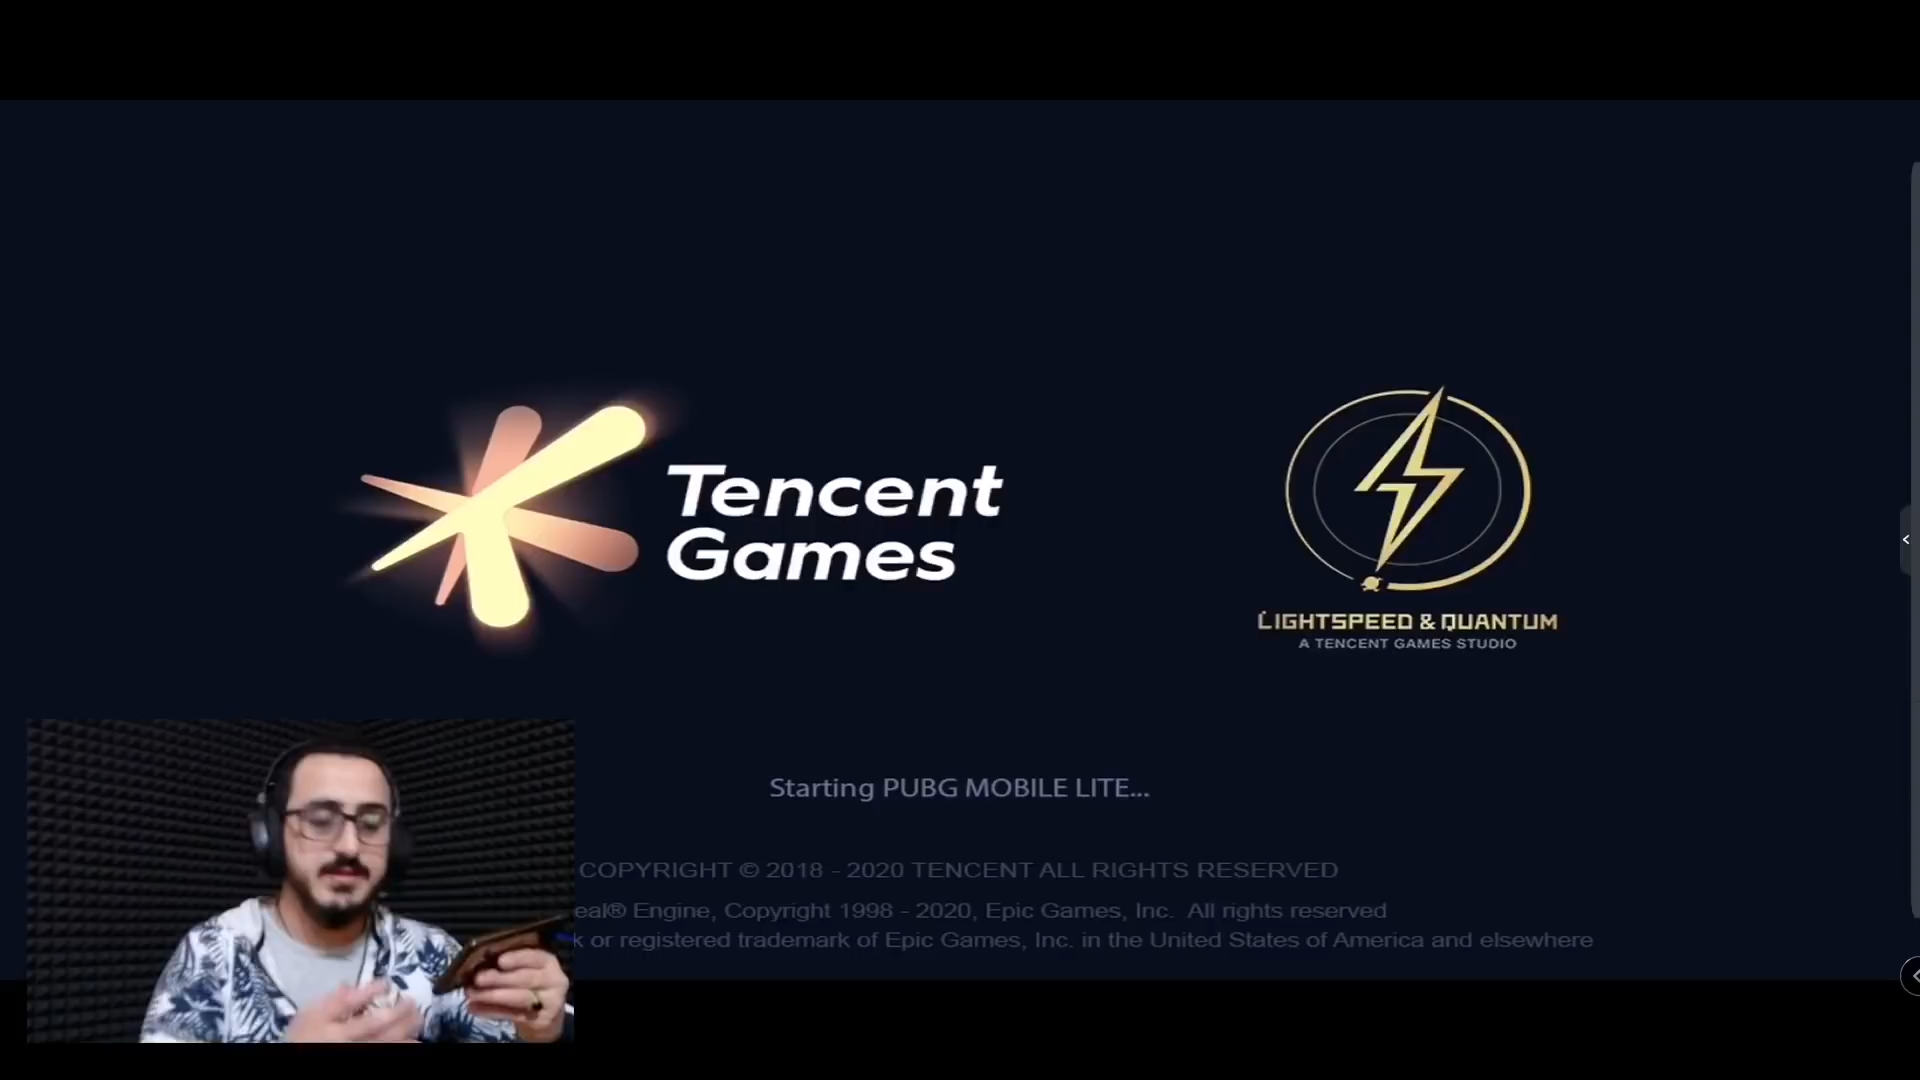 Tencent
Games
LIGHTSPEED & QUANTUM
A TENCENT GAMES STUDIO
Starting PUBG MOBILE LITE...
COPYRIGHT © 2018 - 2020 TENCENT ALL RIGHTS RESERVED
eal® Engine, Copyright 1998 - 2020, Epic Games, Inc. All rights reserved
k or registered trademark of Epic Games, Inc. in the United States of America and elsewhere